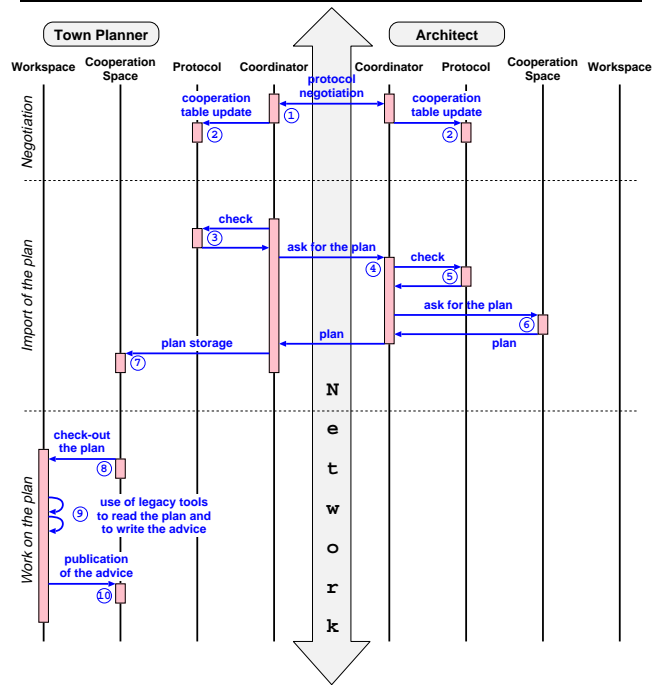 Town Planner
Architect
Workspace
Cooperation
Space
Protocol
Coordinator
Coordinator
Protocol
Cooperation
Space
Workspace
Negotiation
protocol
negotiation
1
cooperation
table update
2
cooperation
table update
2
Import of the plan
check
3
ask for the plan
4
check
5
ask for the plan
6
plan
plan
plan storage
7
N
e
t
w
o
r
k
Work on the plan
check-out
the plan
8
9
use of legacy tools
to read the plan and
to write the advice
publication
of the advice
10